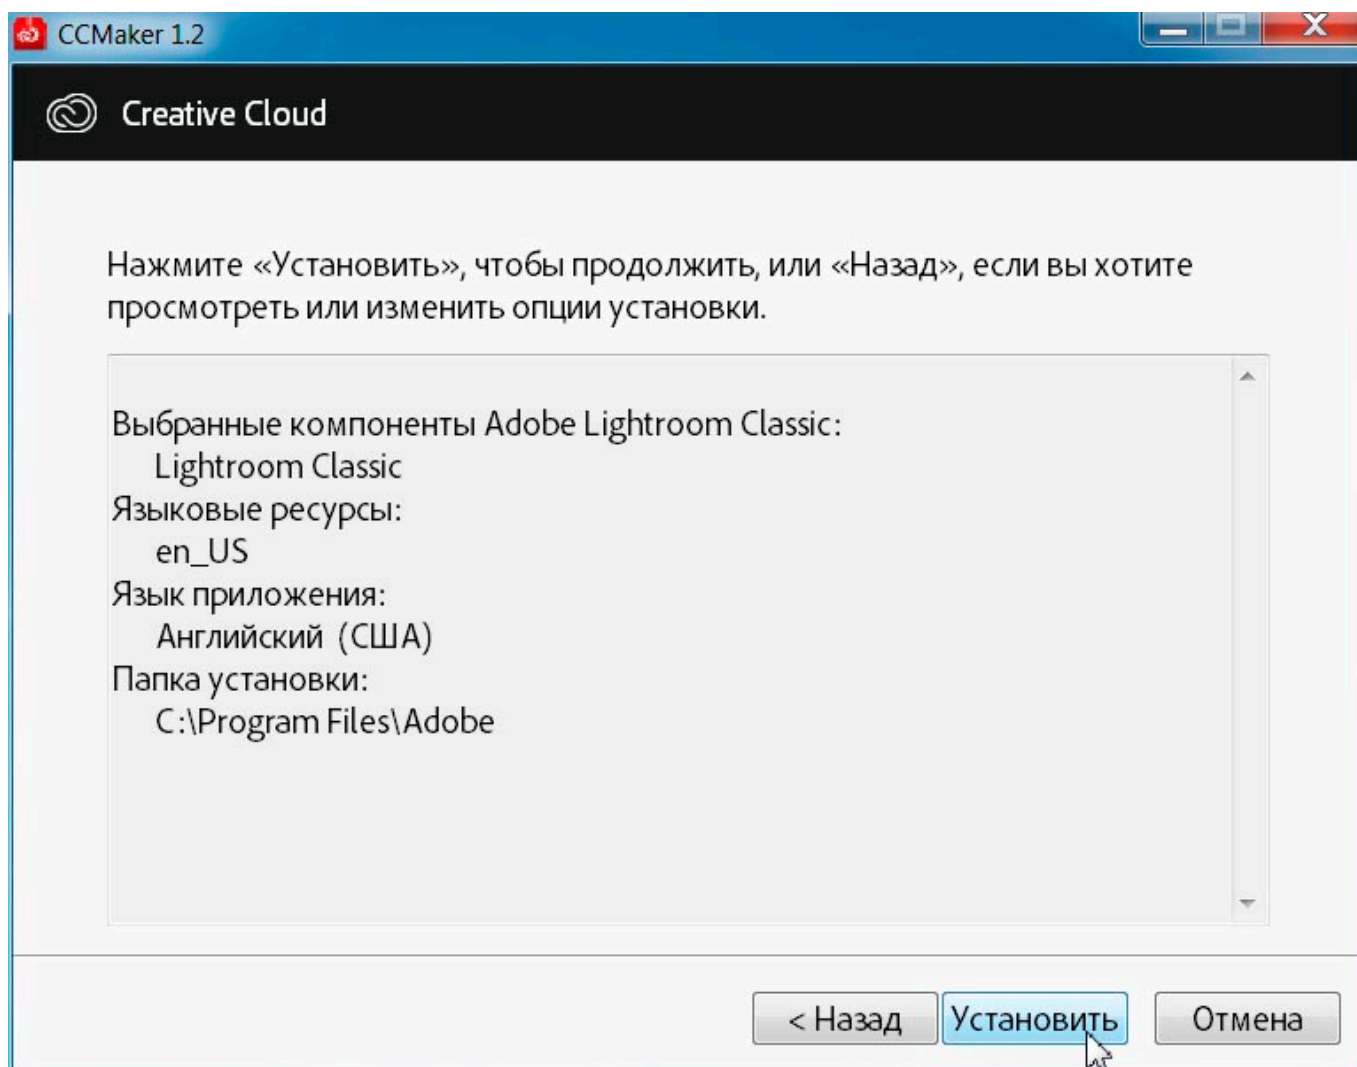 CCMaker 1.2
Creative Cloud
Нажмите «Установить», чтобы продолжить, или «Назад», если вы хотите
просмотреть или изменить опции установки.
Выбранные компоненты Adobe Lightroom Classic:
Lightroom Classic
Языковые ресурсы:
en_US
Язык приложения:
Английский (США)
Папка установки:
C:\Program Files\Adobe
< Назад Установить Отмена